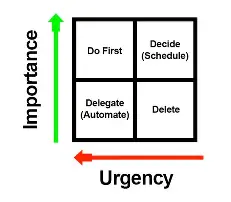 Importance
Do First
Decide
(Schedule)
Delegate
(Automate)
Delete
Urgency